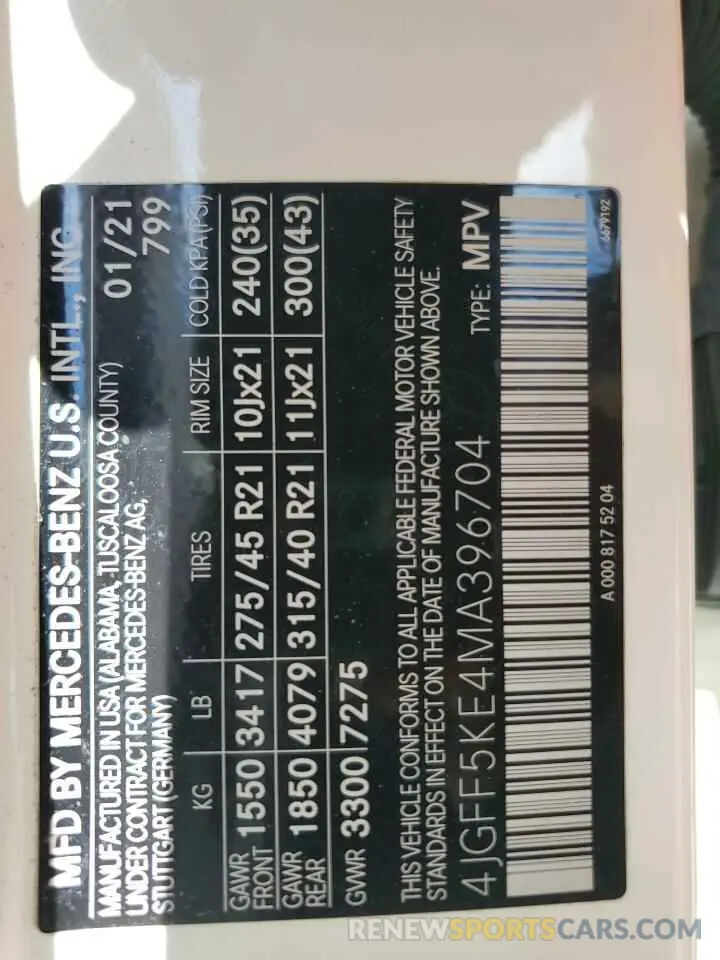 MFD BY MERCEDES-BENZ U.S. INTL., INC
MANUFACTURED IN USA (ALABAMA, TUSCALOOSA COUNTY)
UNDER CONTRACT FOR MERCEDES-BENZ AG, 01/21
STUTTGART (GERMANY) 799
KG LB TIRES RIM SIZE COLD KPA(PSI)
GAWR FRONT 1550 3417 275/45 R21 10Jx21 240(35)
GAWR REAR 1850 4079 315/40 R21 11Jx21 300(43)
GVWR 3300 7275
THIS VEHICLE CONFORMS TO ALL APPLICABLE FEDERAL MOTOR VEHICLE SAFETY
STANDARDS IN EFFECT ON THE DATE OF MANUFACTURE SHOWN ABOVE.
4JGFF5KE4MA396704 TYPE: MPV
A 000 817 52 04 6679192
RENEWSPORTSCARS.COM